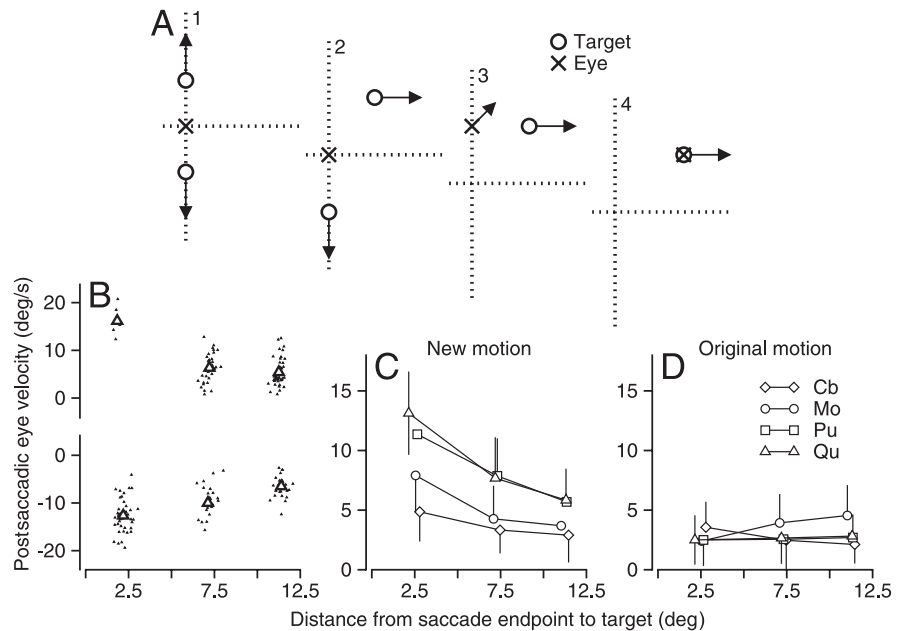 A
1
2
3
4
Target
Eye
B
Postsaccadic eye velocity (deg/s)
20
10
0
0
-10
-20
2.5
7.5
12.5
C
New motion
15
10
5
0
2.5
7.5
12.5
D
Original motion
Cb
Mo
Pu
Qu
15
10
5
0
2.5
7.5
12.5
Distance from saccade endpoint to target (deg)